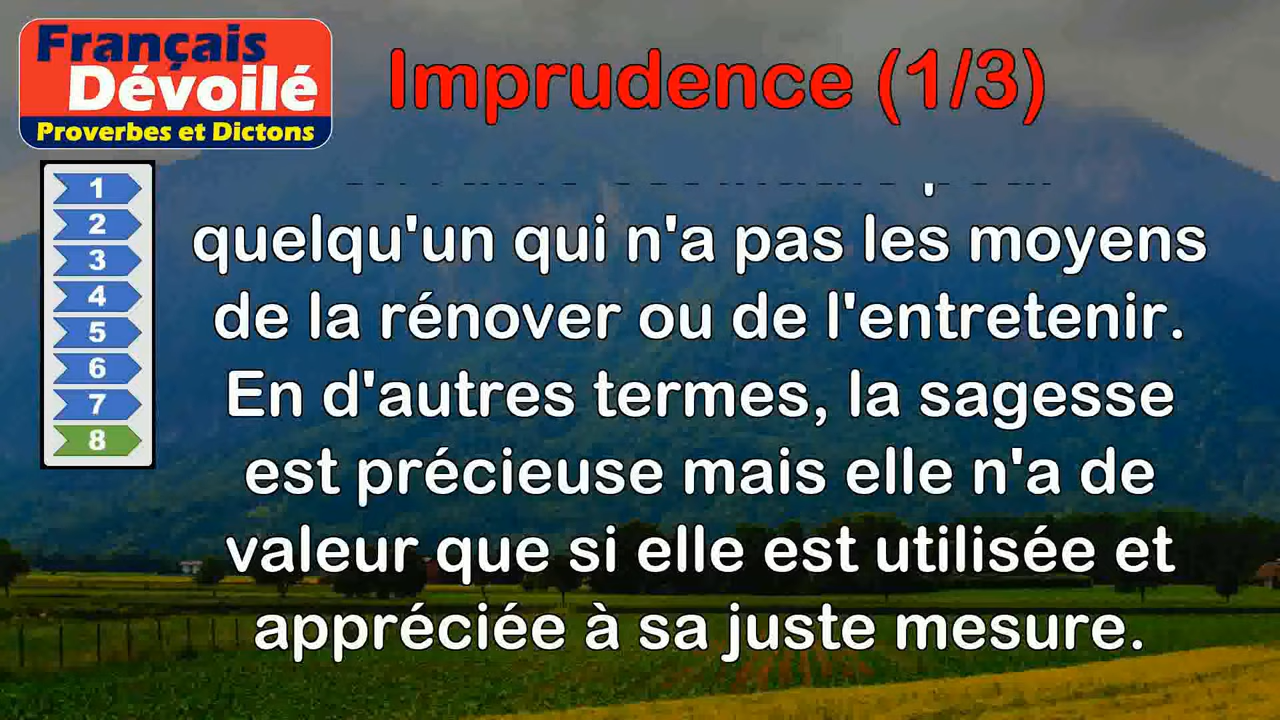 Français
Dévoilé
Proverbes et Dictons
Imprudence (1/3)
1
2
3
4
5
6
7
8
quelqu'un qui n'a pas les moyens
de la rénover ou de l'entretenir.
En d'autres termes, la sagesse
est précieuse mais elle n'a de
valeur que si elle est utilisée et
appréciée à sa juste mesure.